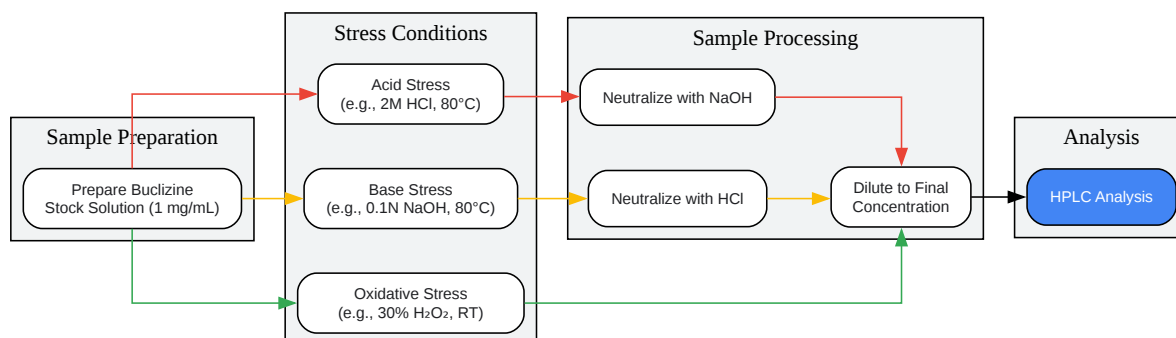 Sample Preparation
Prepare Buclizine
Stock Solution (1 mg/mL)
Stress Conditions
Acid Stress
(e.g., 2M HCl, 80°C)
Base Stress
(e.g., 0.1N NaOH, 80°C)
Oxidative Stress
(e.g., 30% H₂O₂, RT)
Sample Processing
Neutralize with NaOH
Neutralize with HCl
Dilute to Final
Concentration
Analysis
HPLC Analysis